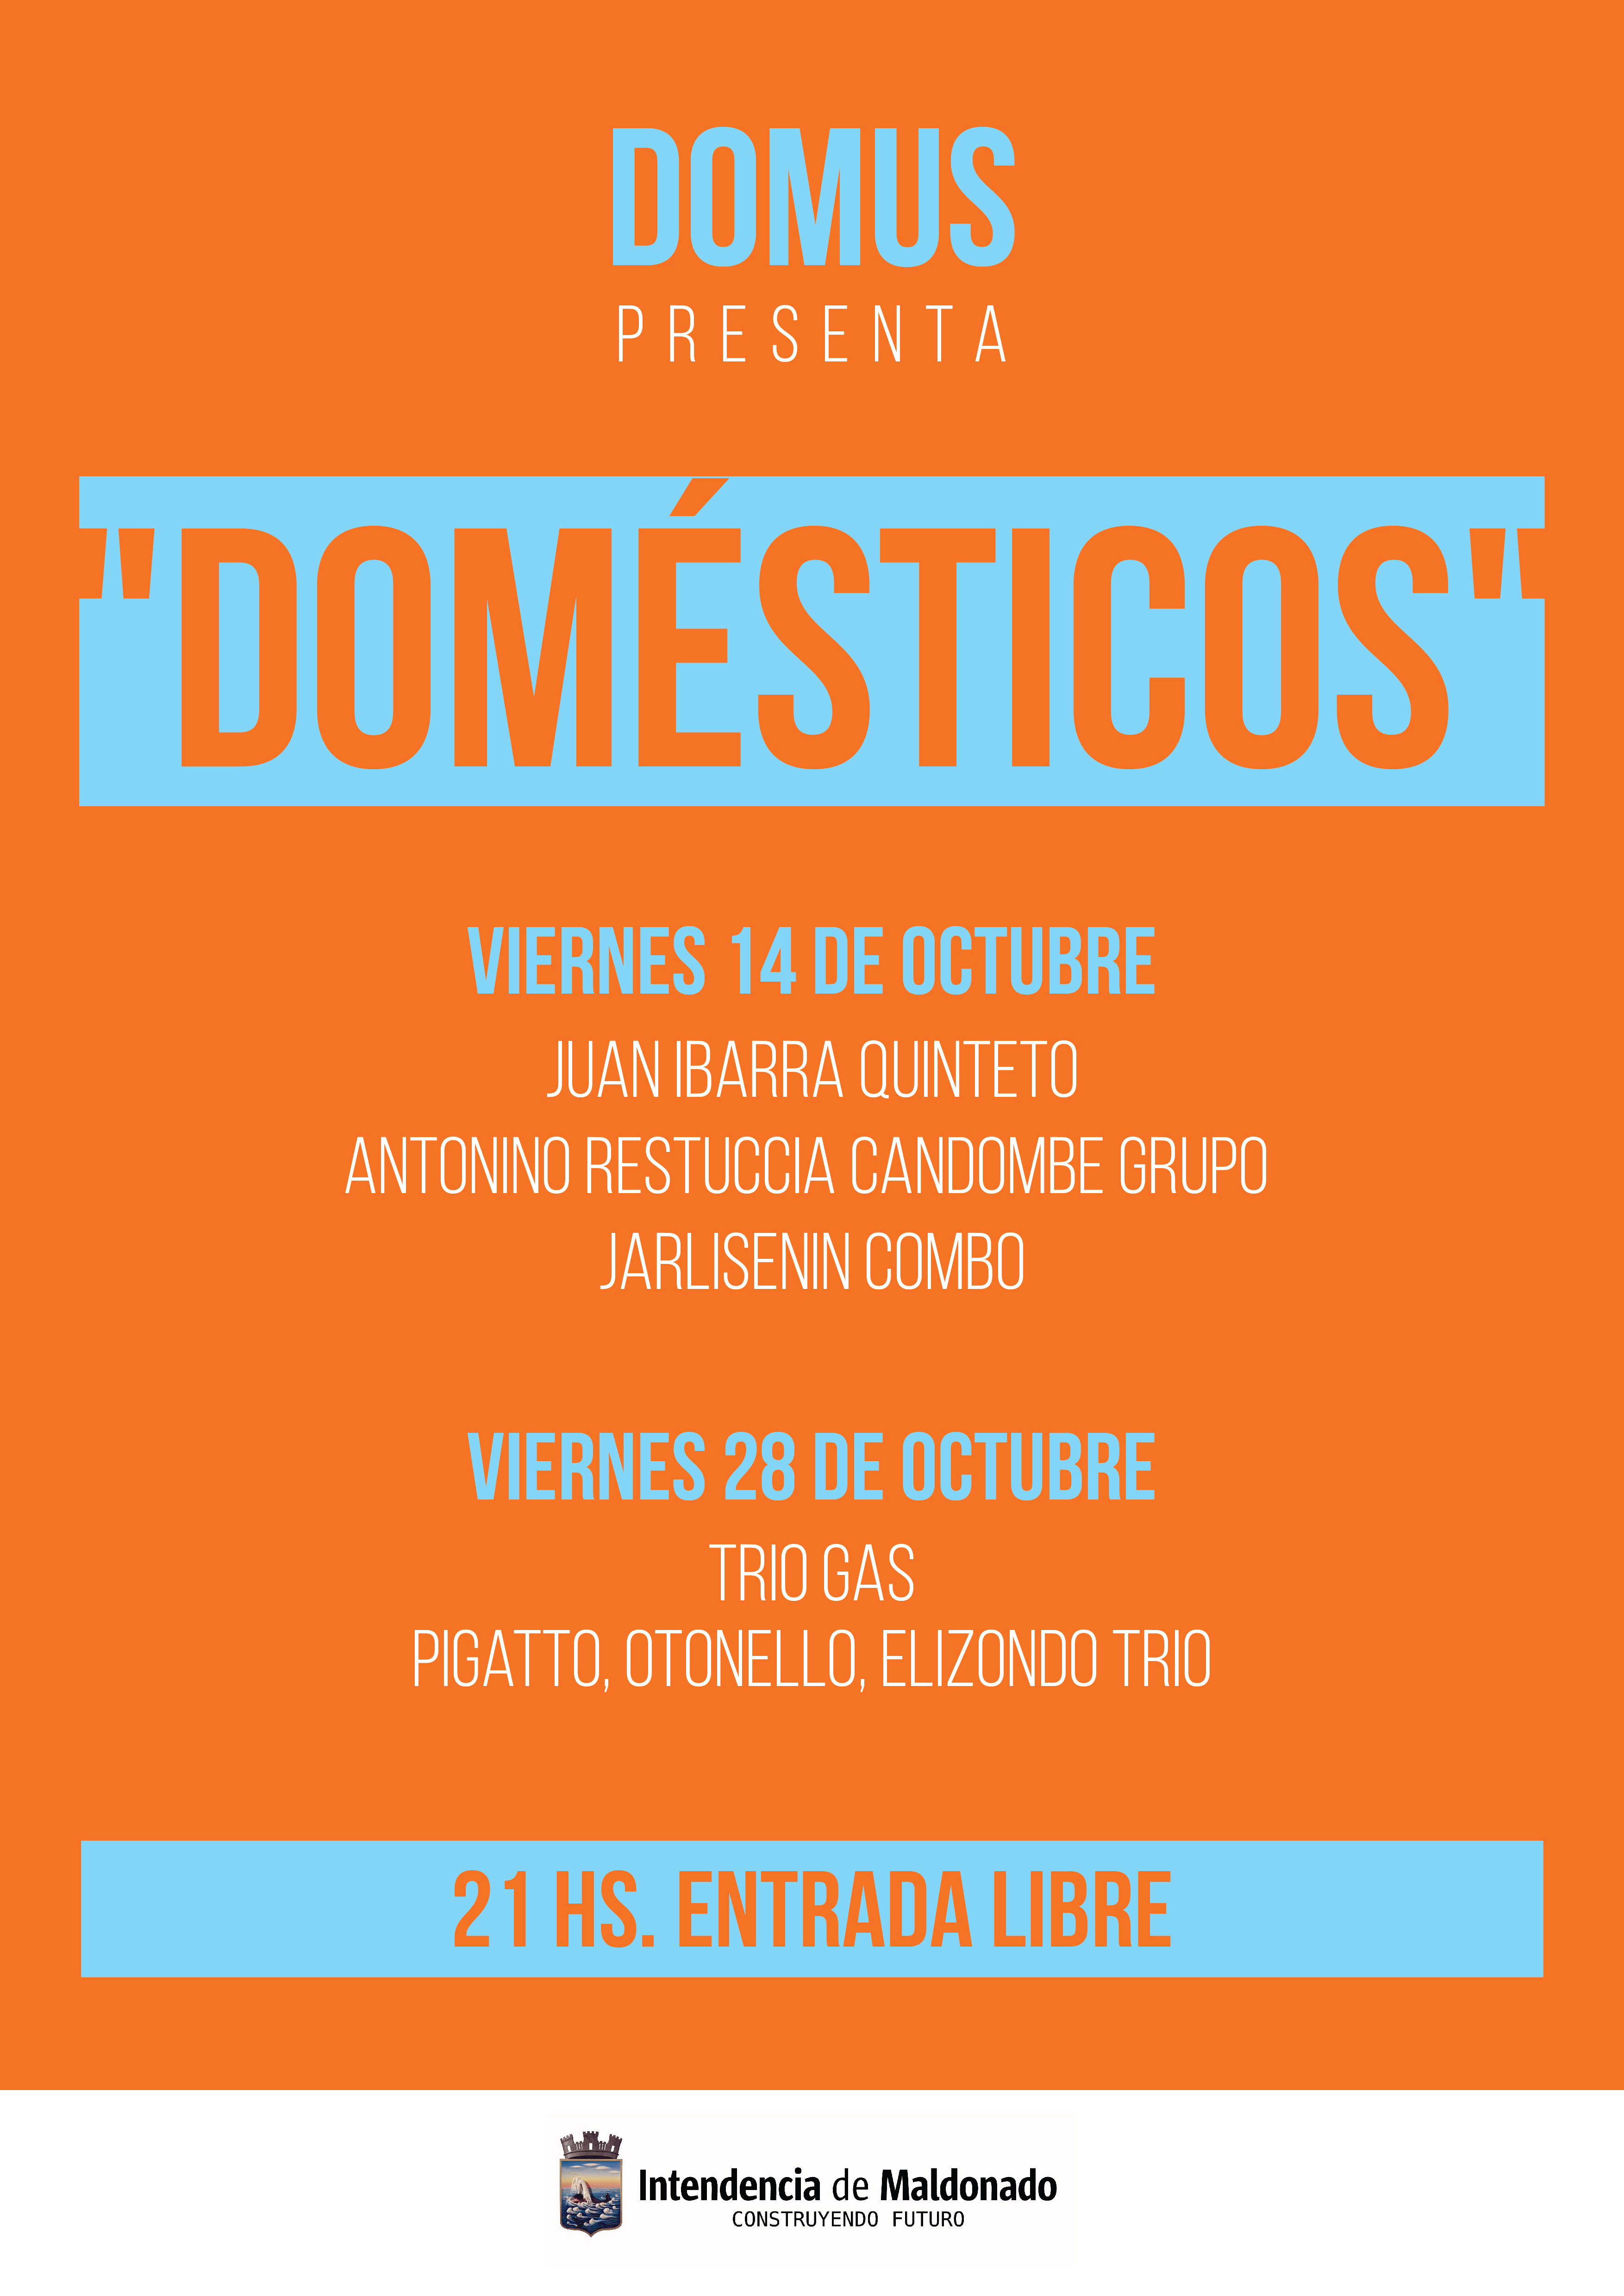 DOMUS
PRESENTA
"DOMÉSTICOS"
VIERNES 14 DE OCTUBRE
JUAN IBARRA QUINTETO
ANTONINO RESTUCCIA CANDOMBE GRUPO
JARLISENIN COMBO
VIERNES 28 DE OCTUBRE
TRIO GAS
PIGATTO, OTONELLO, ELIZONDO TRIO
21 HS. ENTRADA LIBRE
Intendencia de Maldonado
CONSTRUYENDO FUTURO